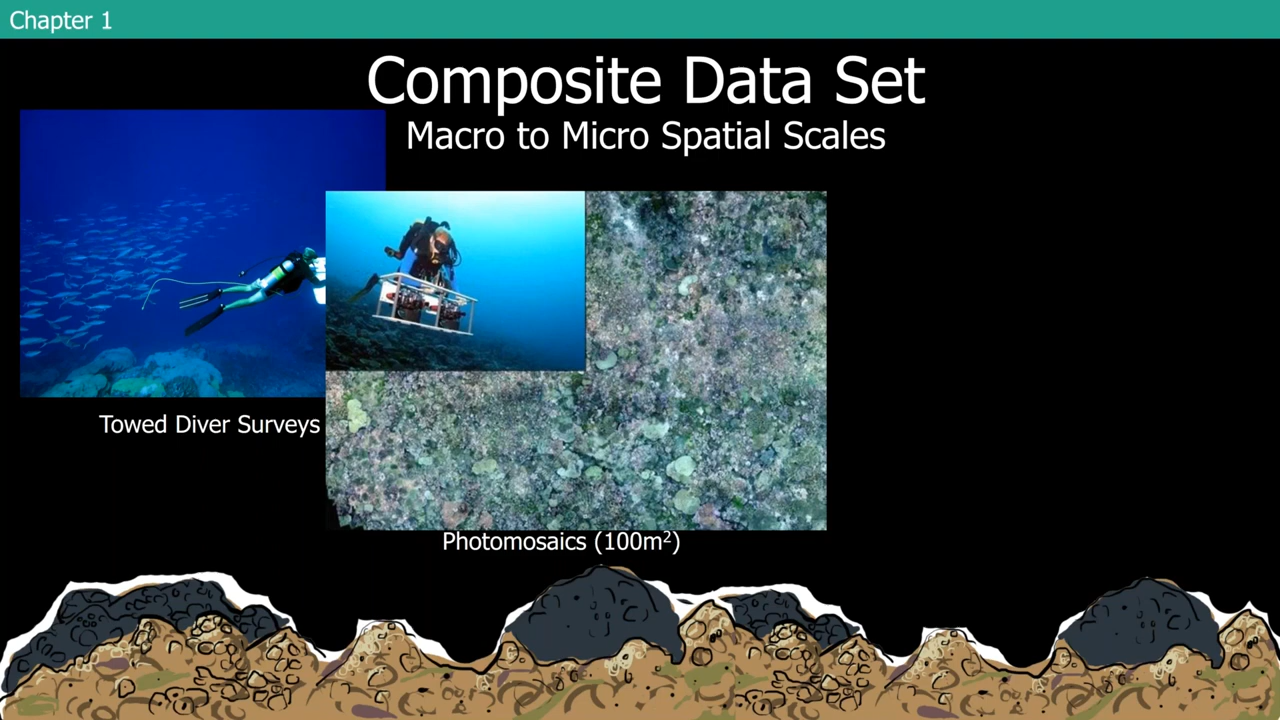 Chapter 1
Composite Data Set
Macro to Micro Spatial Scales
Towed Diver Surveys
Photomosaics (100m²)